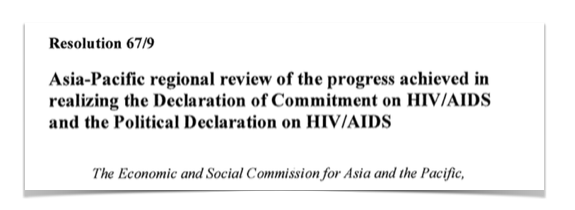 Resolution 67/9
Asia-Pacific regional review of the progress achieved in
realizing the Declaration of Commitment on HIV/AIDS
and the Political Declaration on HIV/AIDS
The Economic and Social Commission for Asia and the Pacific,